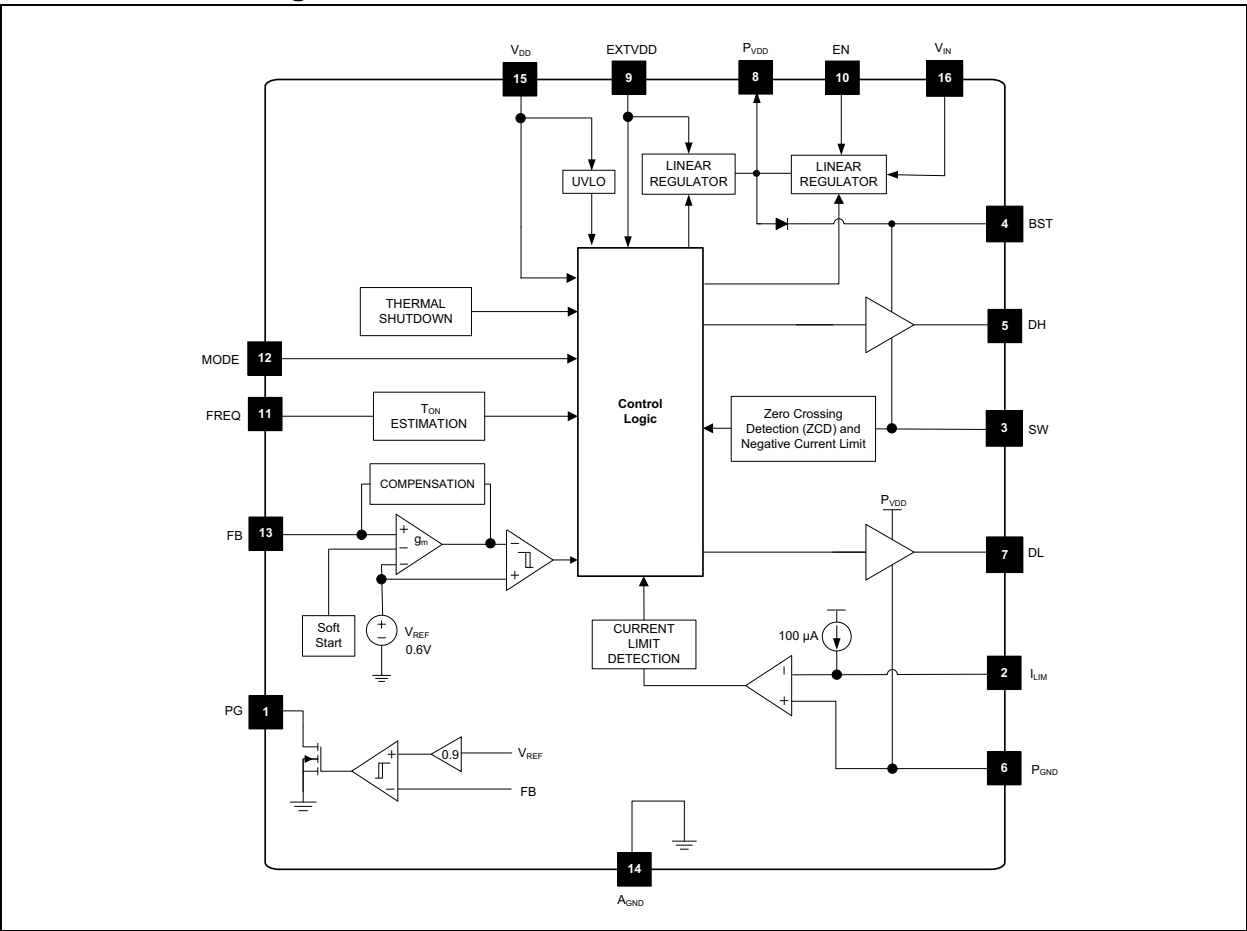 VDD
EXTVDD
PVDD
EN
VIN
15
9
8
10
16
LINEAR
REGULATOR
LINEAR
REGULATOR
UVLO
4
BST
THERMAL
SHUTDOWN
5
DH
MODE
12
FREQ
11
TON
ESTIMATION
Control
Logic
Zero Crossing
Detection (ZCD) and
Negative Current Limit
3
SW
COMPENSATION
PVDD
FB
13
+
gm
−
−
−
+
7
DL
Soft
Start
+
−
VREF
0.6V
CURRENT
LIMIT
DETECTION
100 µA
−
+
2
ILIM
PG
1
+
0.9
VREF
−
FB
6
PGND
14
AGND